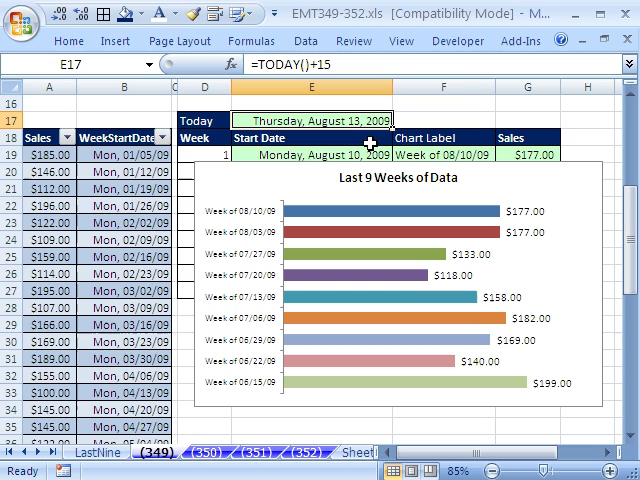 EMT349-352.xls [Compatibility Mode] - M...
Home Insert Page Layout Formulas Data Review View Developer Add-Ins
E17 fx =TODAY()+15
A B C D E F G H
16
17 Today Thursday, August 13, 2009
18 Sales WeekStartDate Week Start Date Chart Label Sales
19 $185.00 Mon, 01/05/09 1 Monday, August 10, 2009 Week of 08/10/09 $177.00
20 $146.00 Mon, 01/12/09
21 $112.00 Mon, 01/19/09
22 $196.00 Mon, 01/26/09
23 $122.00 Mon, 02/02/09
24 $109.00 Mon, 02/09/09
25 $159.00 Mon, 02/16/09
26 $114.00 Mon, 02/23/09
27 $195.00 Mon, 03/02/09
28 $107.00 Mon, 03/09/09
29 $166.00 Mon, 03/16/09
30 $169.00 Mon, 03/23/09
31 $189.00 Mon, 03/30/09
32 $155.00 Mon, 04/06/09
33 $100.00 Mon, 04/13/09
34 $145.00 Mon, 04/20/09
35 $145.00 Mon, 04/27/09
36
Last 9 Weeks of Data
Week of 08/10/09 $177.00
Week of 08/03/09 $177.00
Week of 07/27/09 $133.00
Week of 07/20/09 $118.00
Week of 07/13/09 $158.00
Week of 07/06/09 $182.00
Week of 06/29/09 $169.00
Week of 06/22/09 $140.00
Week of 06/15/09 $199.00
LastNine (349) (350) (351) (352) Sheet
Ready 85%